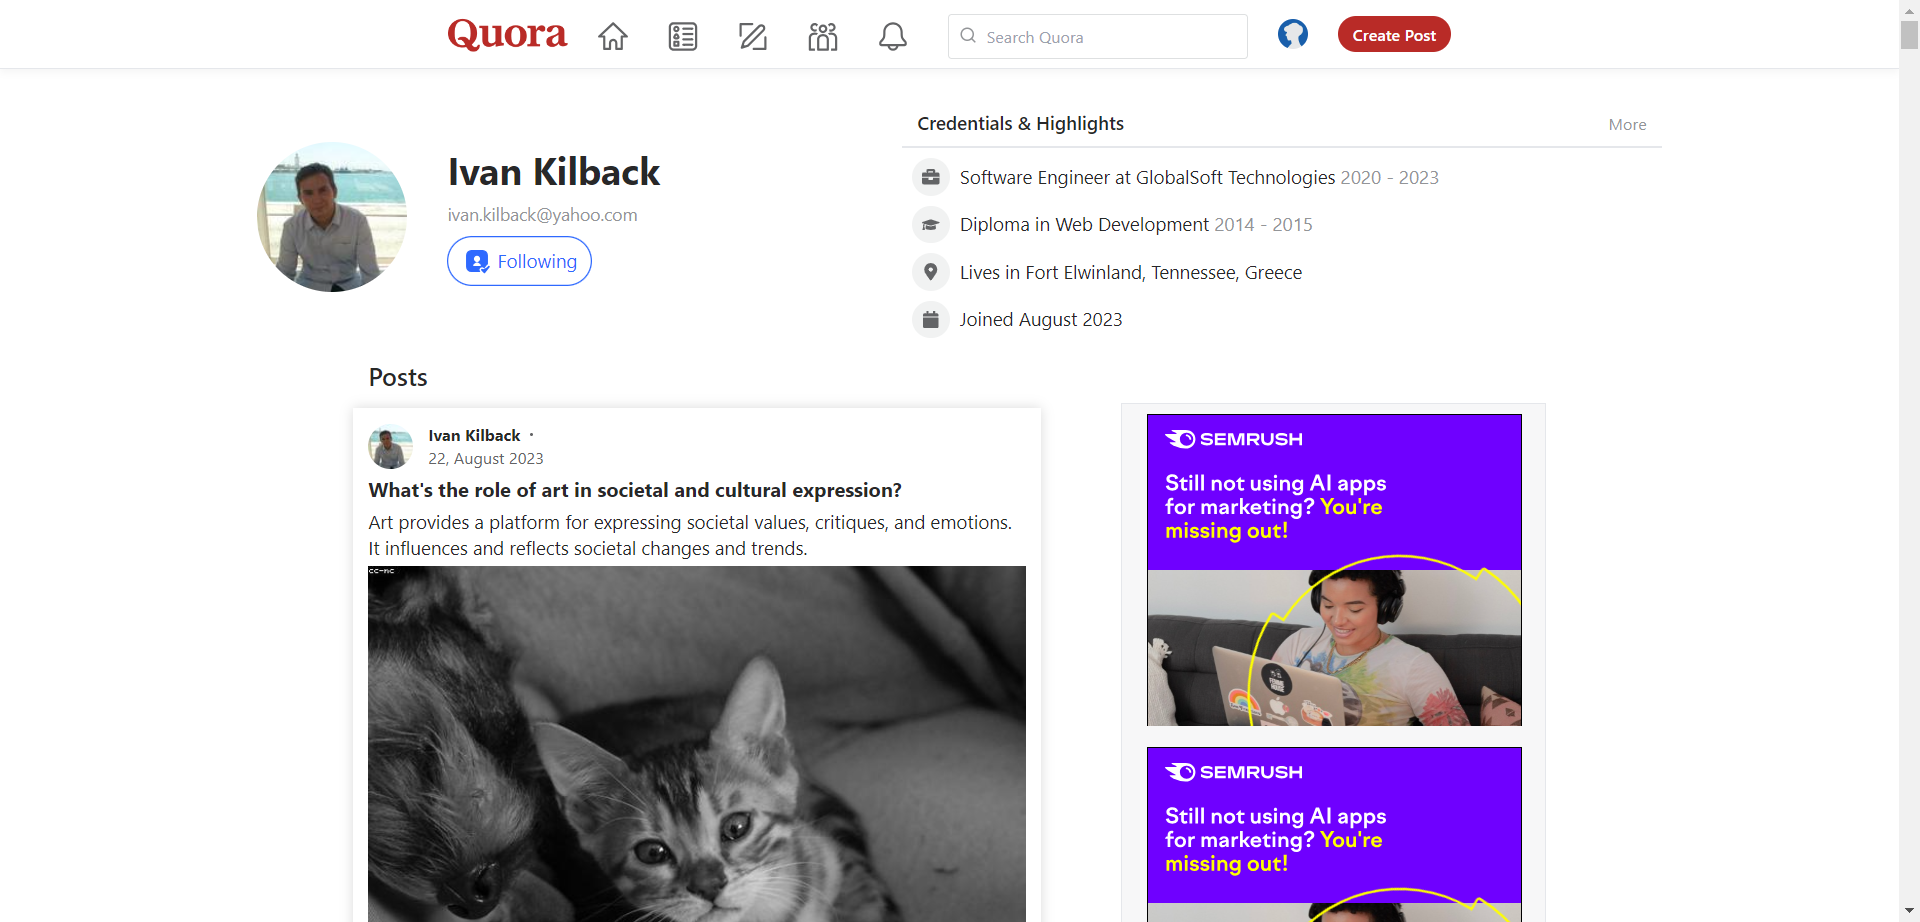 Quora
Search Quora
Create Post
Ivan Kilback
ivan.kilback@yahoo.com
Following
Credentials & Highlights
More
Software Engineer at GlobalSoft Technologies 2020 - 2023
Diploma in Web Development 2014 - 2015
Lives in Fort Elwinland, Tennessee, Greece
Joined August 2023
Posts
Ivan Kilback ·
22, August 2023
What's the role of art in societal and cultural expression?
Art provides a platform for expressing societal values, critiques, and emotions.
It influences and reflects societal changes and trends.
cc-nc
SEMRUSH
Still not using AI apps
for marketing? You're
missing out!
SEMRUSH
Still not using AI apps
for marketing? You're
missing out!